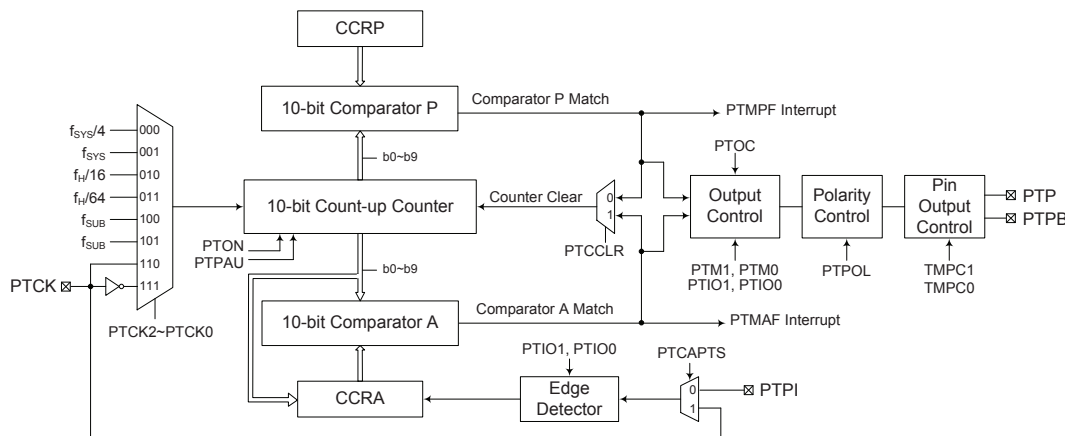 CCRP
10-bit Comparator P
Comparator P Match
PTMPF Interrupt
b0~b9
PTOC
fSYS/4
000
fSYS
001
fH/16
010
fH/64
011
fSUB
100
fSUB
101
110
111
PTCK
PTCK2~PTCK0
10-bit Count-up Counter
PTON
PTPAU
Counter Clear
0
1
PTCCLR
Output
Control
PTM1, PTM0
PTIO1, PTIO0
Polarity
Control
PTPOL
Pin
Output
Control
TMPC1
TMPC0
PTP
PTPB
b0~b9
10-bit Comparator A
Comparator A Match
PTMAF Interrupt
CCRA
PTIO1, PTIO0
Edge
Detector
PTCAPTS
0
1
PTPI